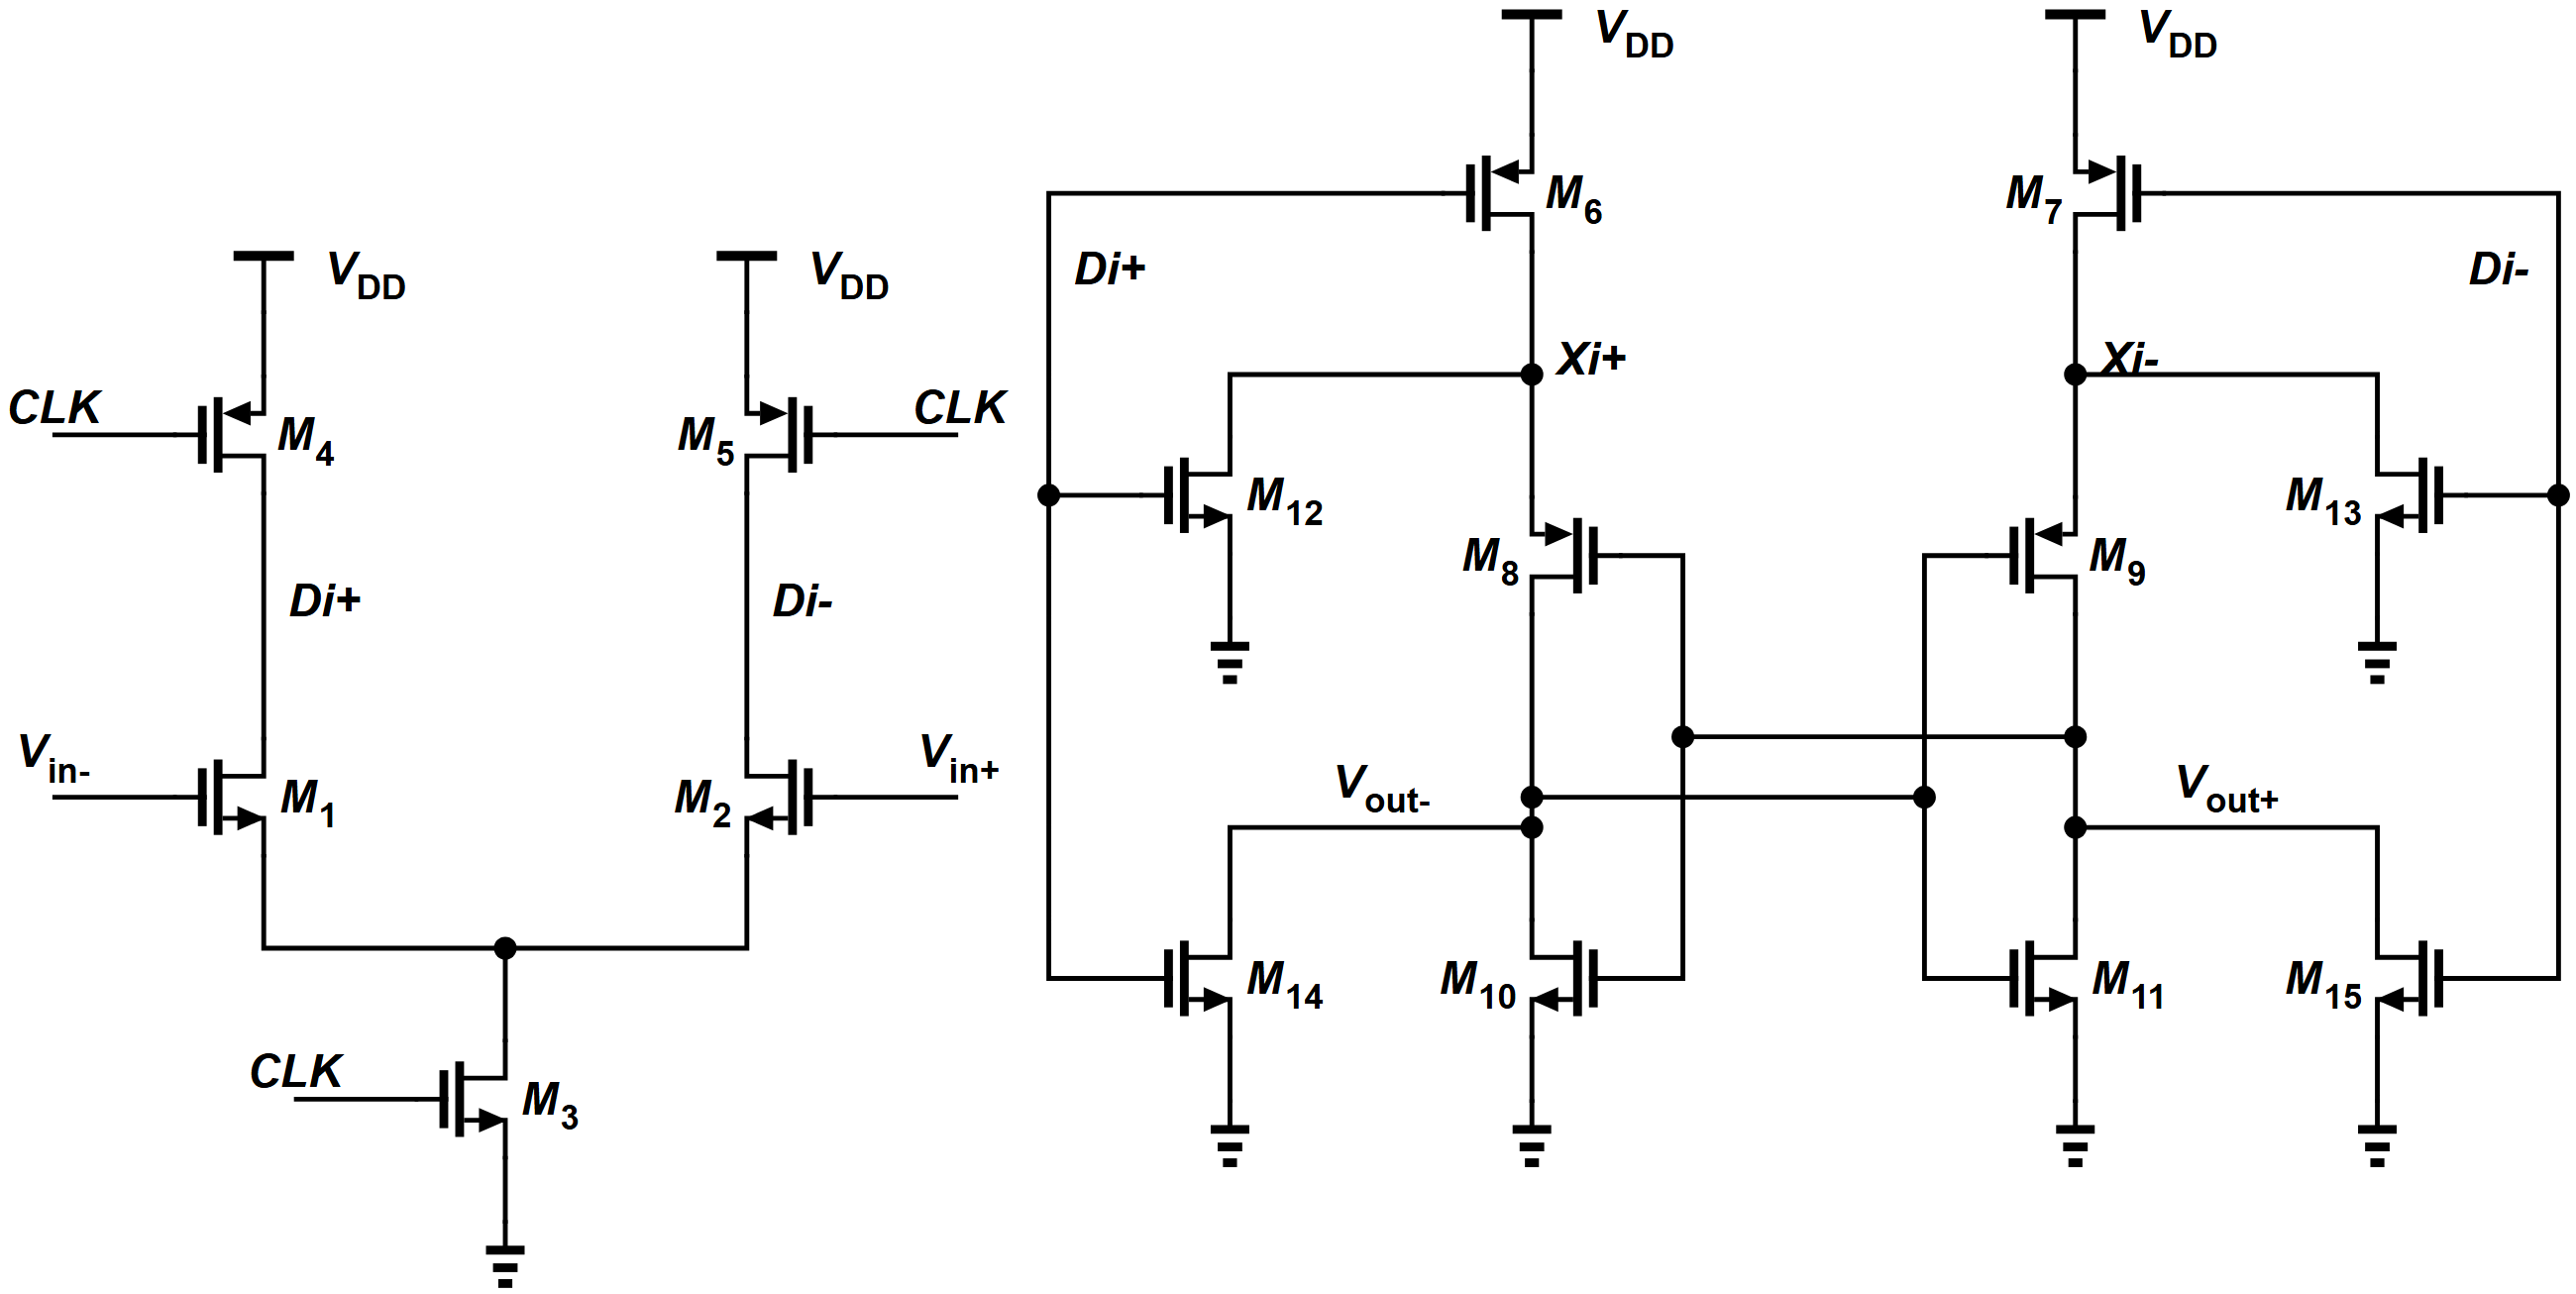 VDD
VDD
M6
M7
VDD
VDD
Di+
Di-
Xi+
Xi-
CLK
M4
M5
CLK
M12
M13
M8
M9
Di+
Di-
Vin-
Vin+
Vout-
Vout+
M1
M2
M14
M10
M11
M15
CLK
M3